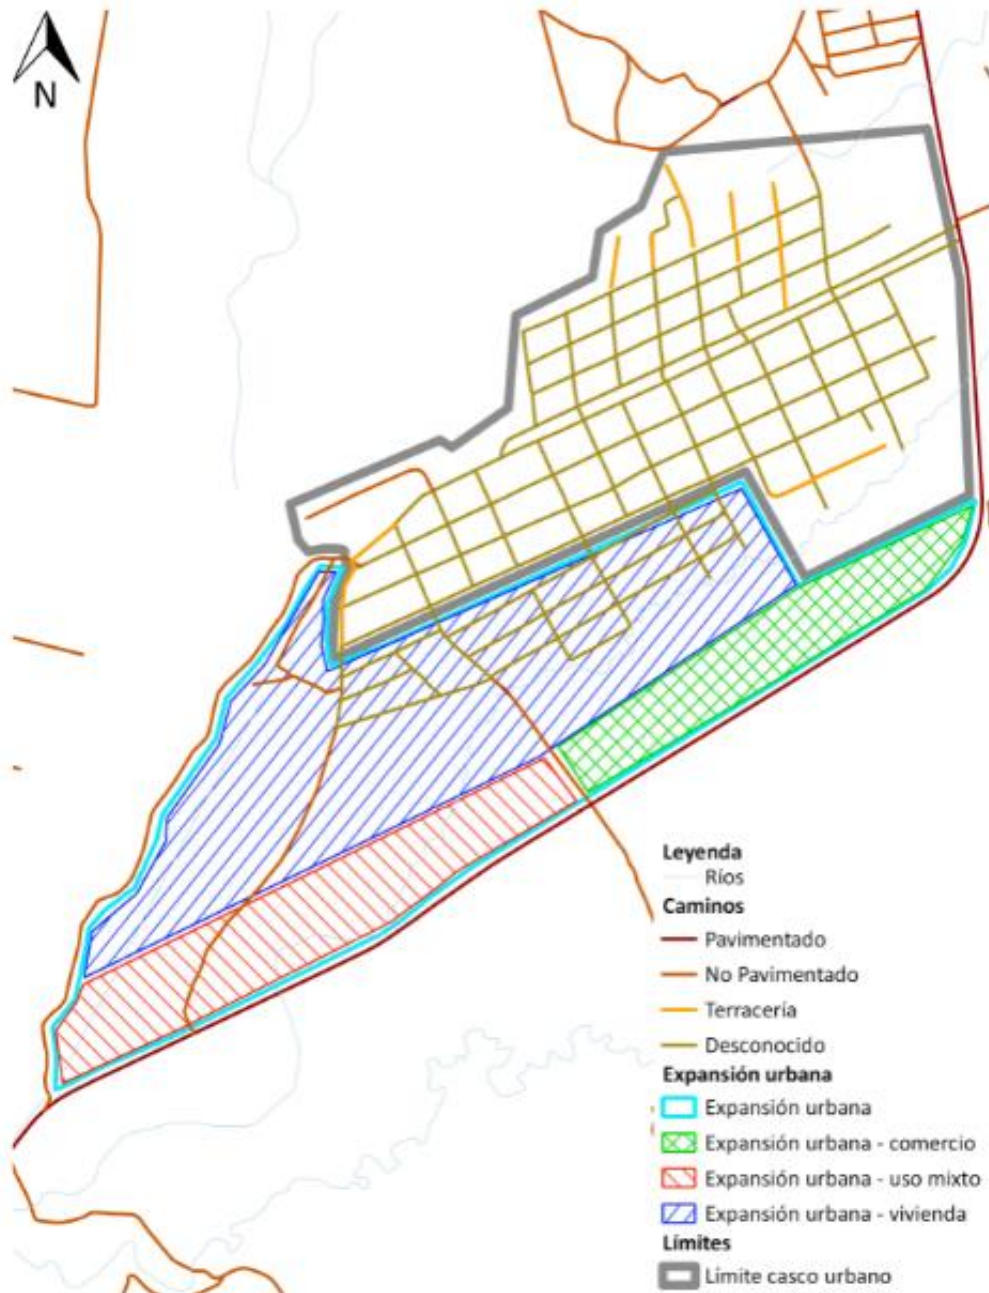 N
Leyenda
Ríos
Caminos
Pavimentado
No Pavimentado
Terracería
Desconocido
Expansión urbana
Expansión urbana
Expansión urbana - comercio
Expansión urbana - uso mixto
Expansión urbana - vivienda
Límites
Limite casco urbano